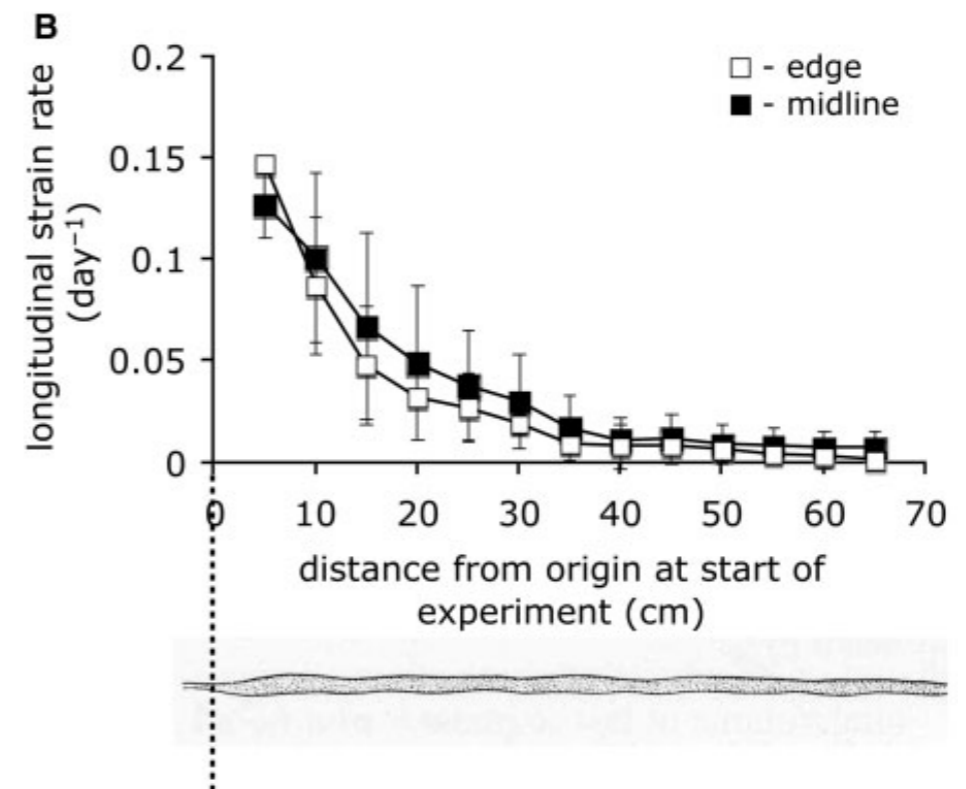 B
longitudinal strain rate
(day⁻¹)
0.2
0.15
0.1
0.05
0
□ - edge
■ - midline
0 10 20 30 40 50 60 70
distance from origin at start of
experiment (cm)